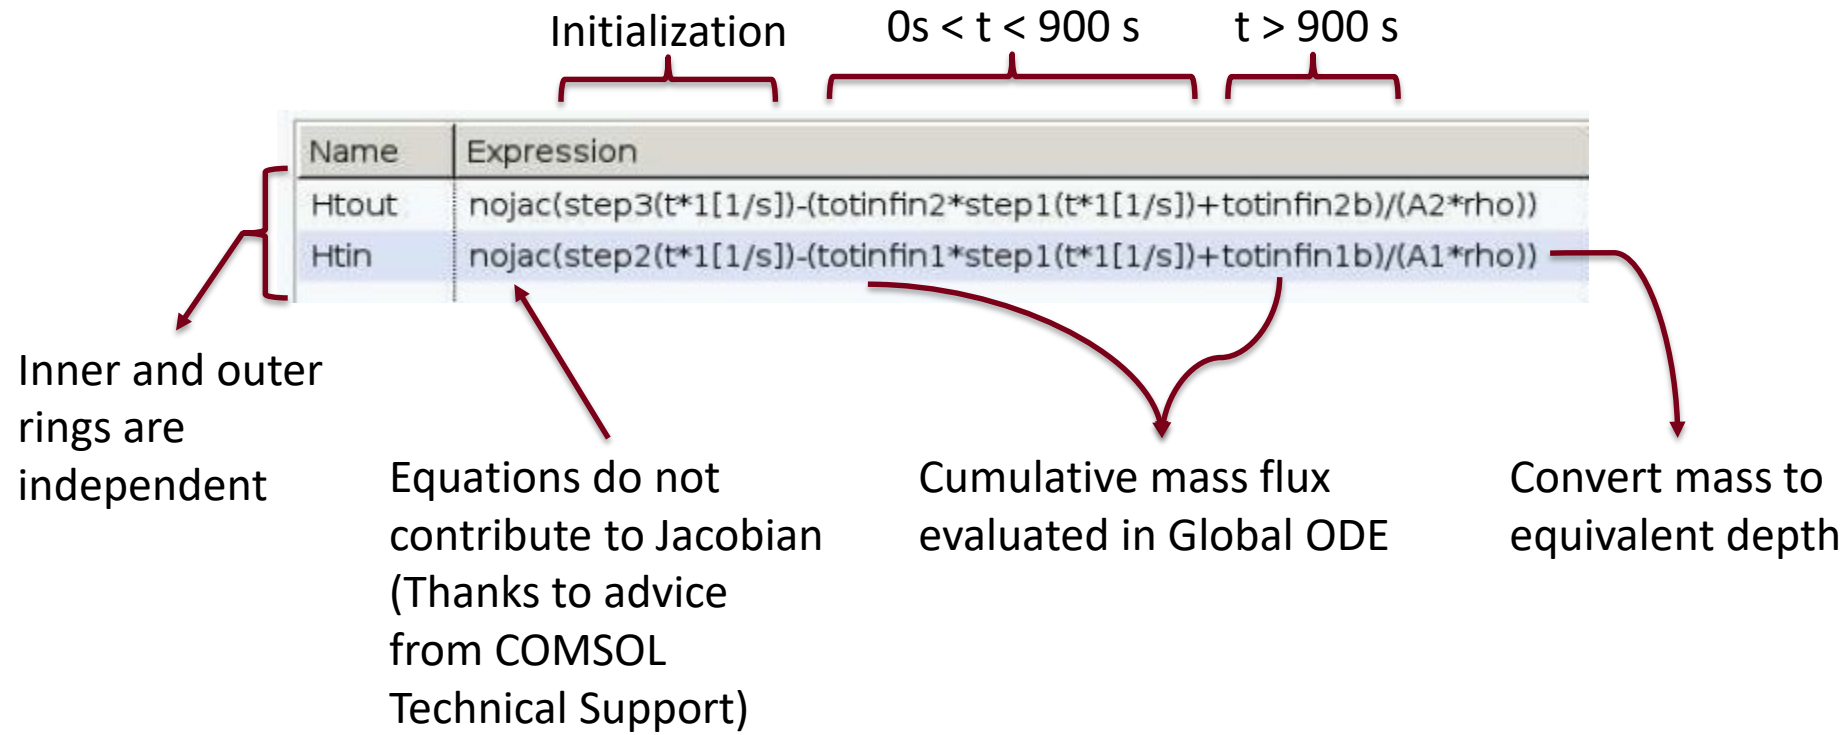 Initialization 0s < t < 900 s t > 900 s
Name Expression
Htout nojac(step3(t*1[1/s])-(totinfin2*step1(t*1[1/s])+totinfin2b)/(A2*rho))
Htin nojac(step2(t*1[1/s])-(totinfin1*step1(t*1[1/s])+totinfin1b)/(A1*rho))
Inner and outer
rings are
independent
Equations do not
contribute to Jacobian
(Thanks to advice
from COMSOL
Technical Support)
Cumulative mass flux
evaluated in Global ODE
Convert mass to
equivalent depth